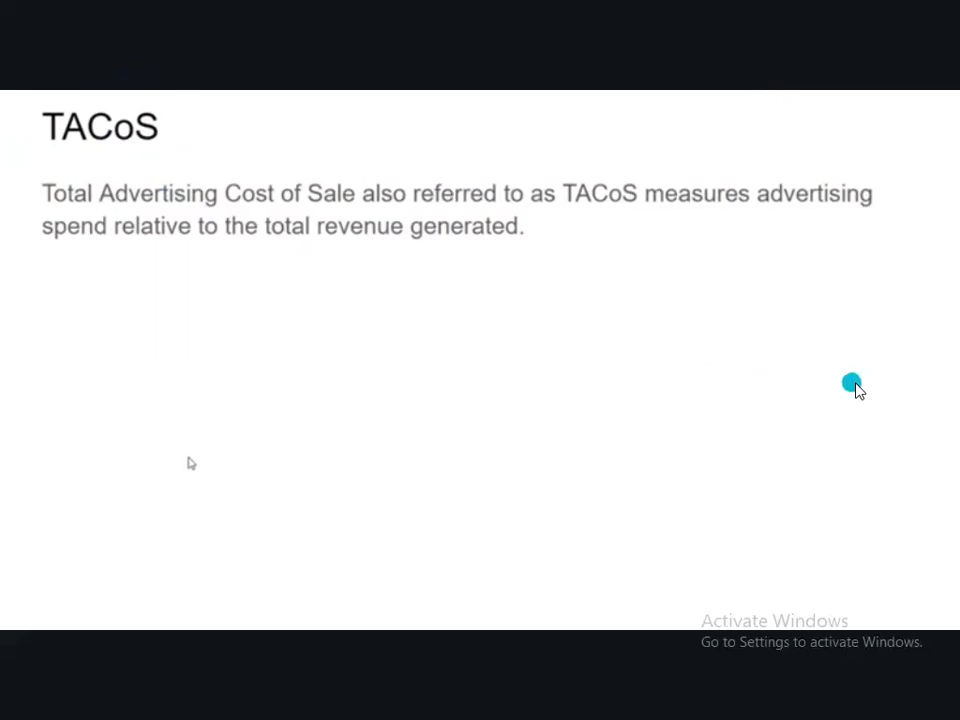 TACoS
Total Advertising Cost of Sale also referred to as TACoS measures advertising
spend relative to the total revenue generated.
Activate Windows
Go to Settings to activate Windows.